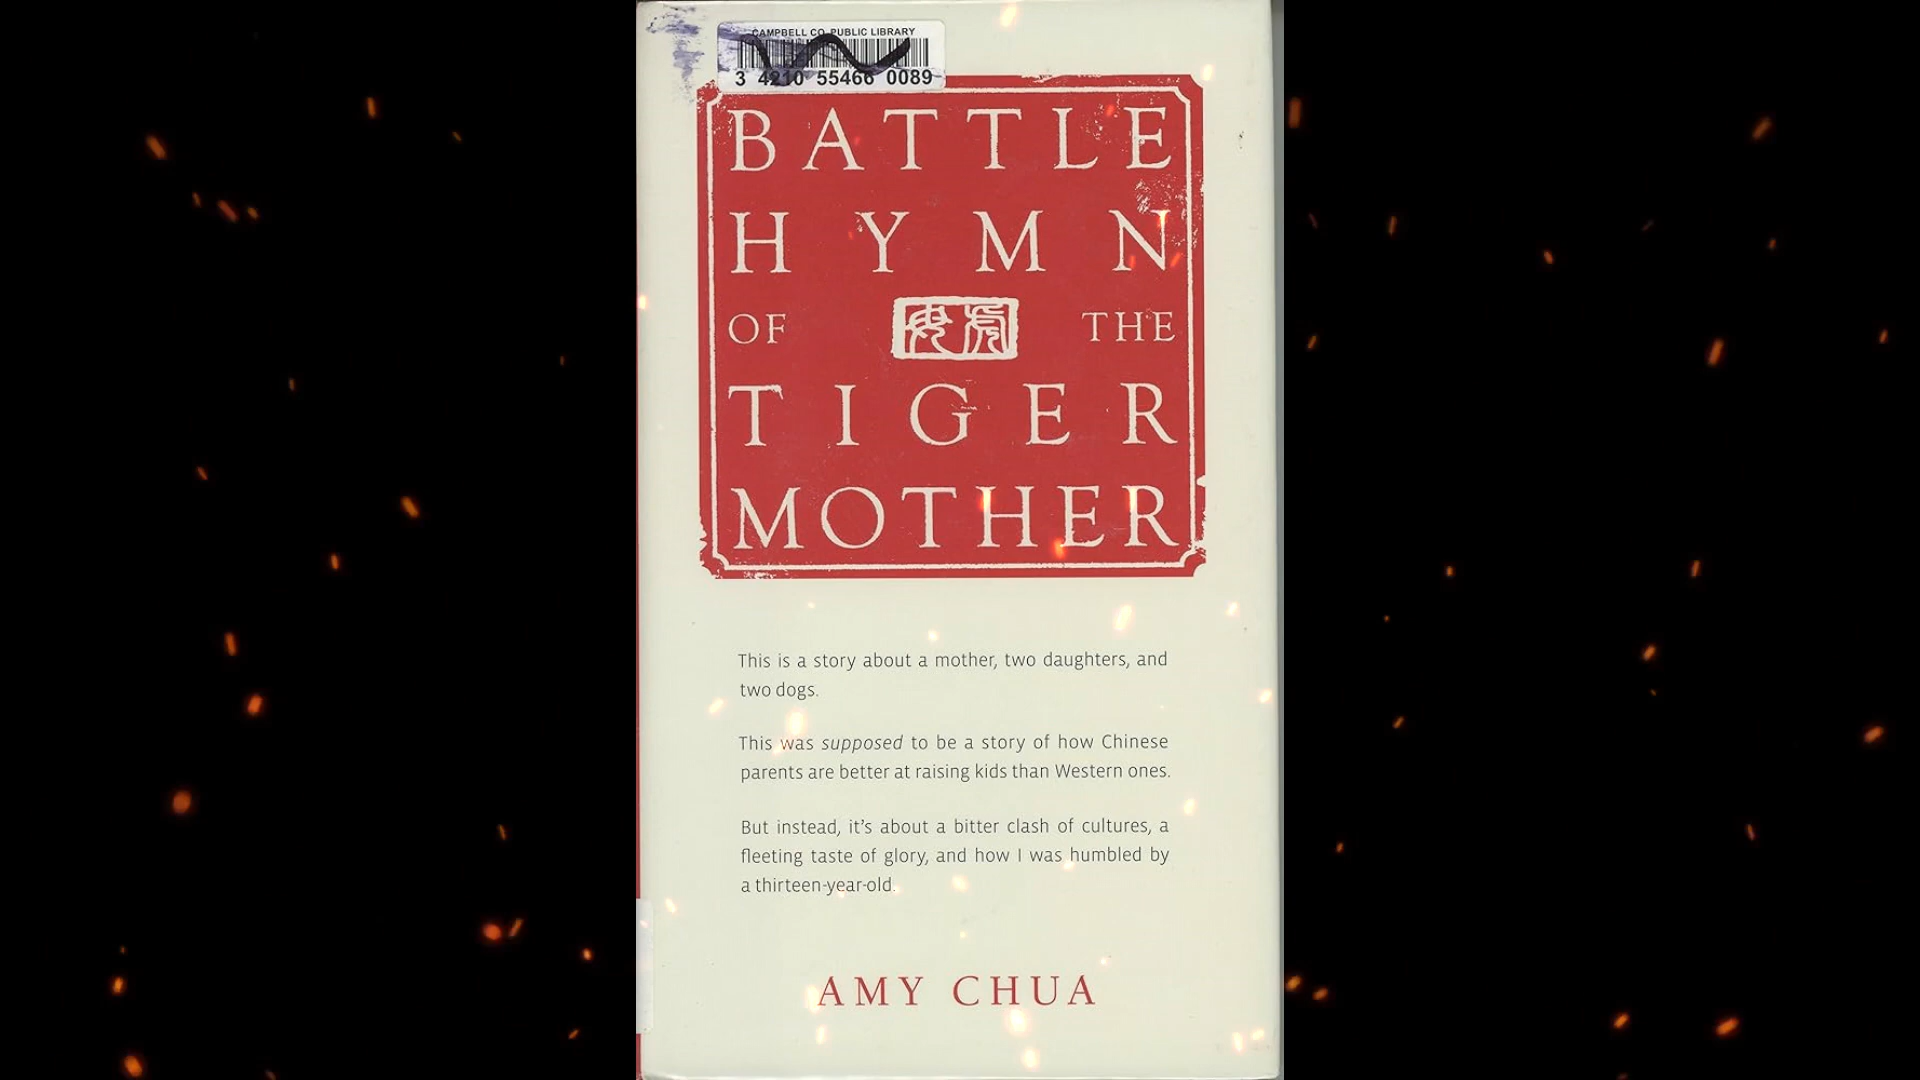 CAMPBELL CO. PUBLIC LIBRARY
3 4210 55466 0089
BATTLE
HYMN
OF 母虎 THE
TIGER
MOTHER
This is a story about a mother, two daughters, and
two dogs.
This was supposed to be a story of how Chinese
parents are better at raising kids than Western ones.
But instead, it's about a bitter clash of cultures, a
fleeting taste of glory, and how I was humbled by
a thirteen-year-old.
AMY CHUA